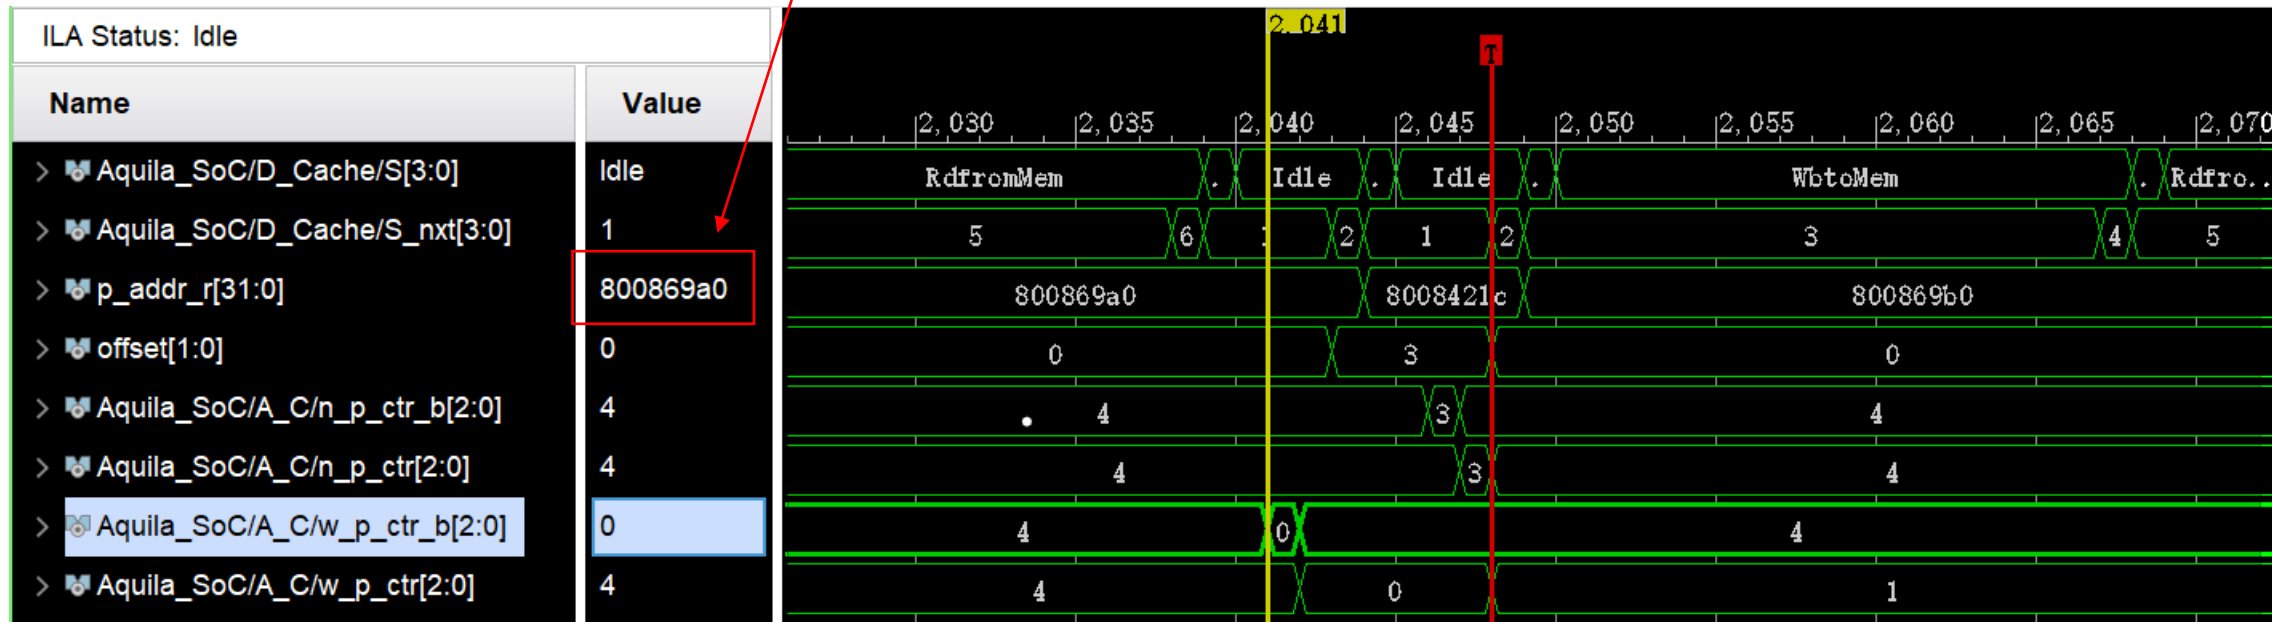 ILA Status: Idle
2,041
T
Name Value
2,030 2,035 2,040 2,045 2,050 2,055 2,060 2,065 2,070
Aquila_SoC/D_Cache/S[3:0] Idle RdfromMem . Idle . Idle . WbtoMem . Rdfro..
Aquila_SoC/D_Cache/S_nxt[3:0] 1 5 6 1 2 1 2 3 4 5
p_addr_r[31:0] 800869a0 800869a0 8008421c 800869b0
offset[1:0] 0 0 3 0
Aquila_SoC/A_C/n_p_ctr_b[2:0] 4 4 3 4
Aquila_SoC/A_C/n_p_ctr[2:0] 4 4 3 4
Aquila_SoC/A_C/w_p_ctr_b[2:0] 0 4 0 4
Aquila_SoC/A_C/w_p_ctr[2:0] 4 4 0 1